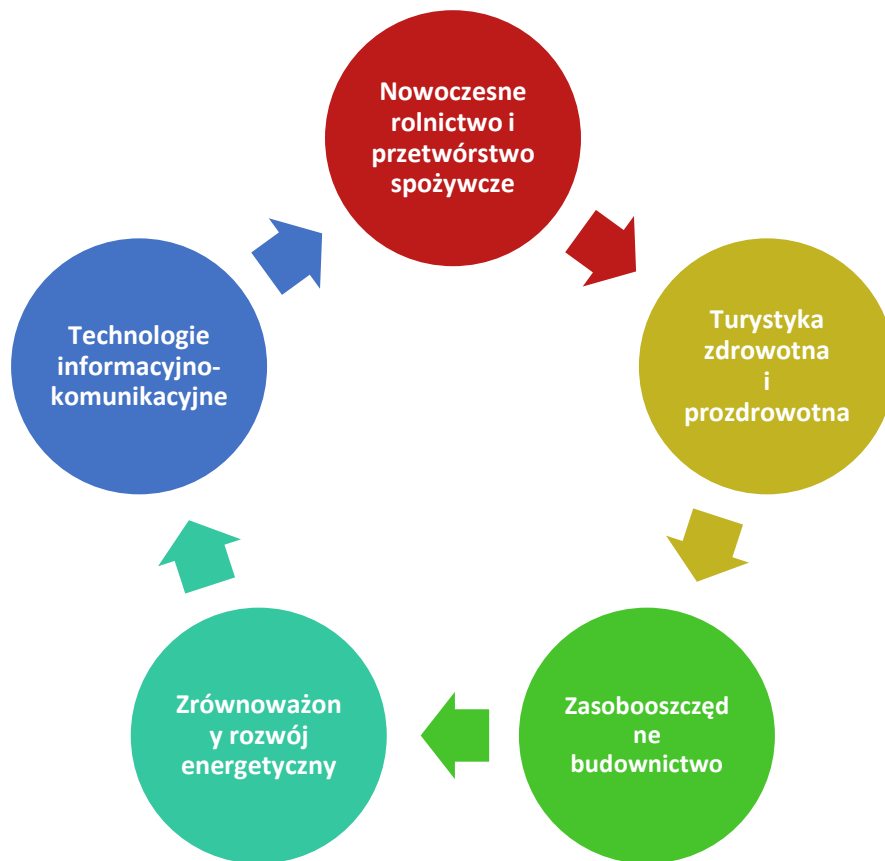 Nowoczesne
rolnictwo i
przetwórstwo
spożywcze
Turystyka
zdrowotna
i
prozdrowotna
Zasobooszczęd
ne
budownictwo
Zrównoważon
y rozwój
energetyczny
Technologie
informacyjno-
komunikacyjne